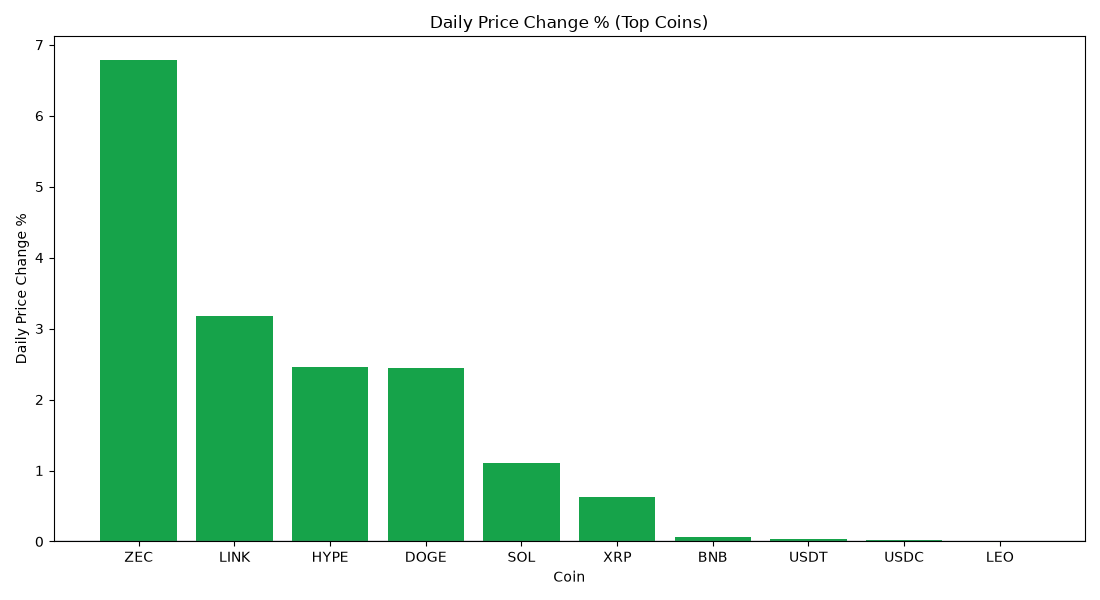 Daily Price Change % (Top Coins)
Daily Price Change %
7
6
5
4
3
2
1
0
ZEC LINK HYPE DOGE SOL XRP BNB USDT USDC LEO
Coin